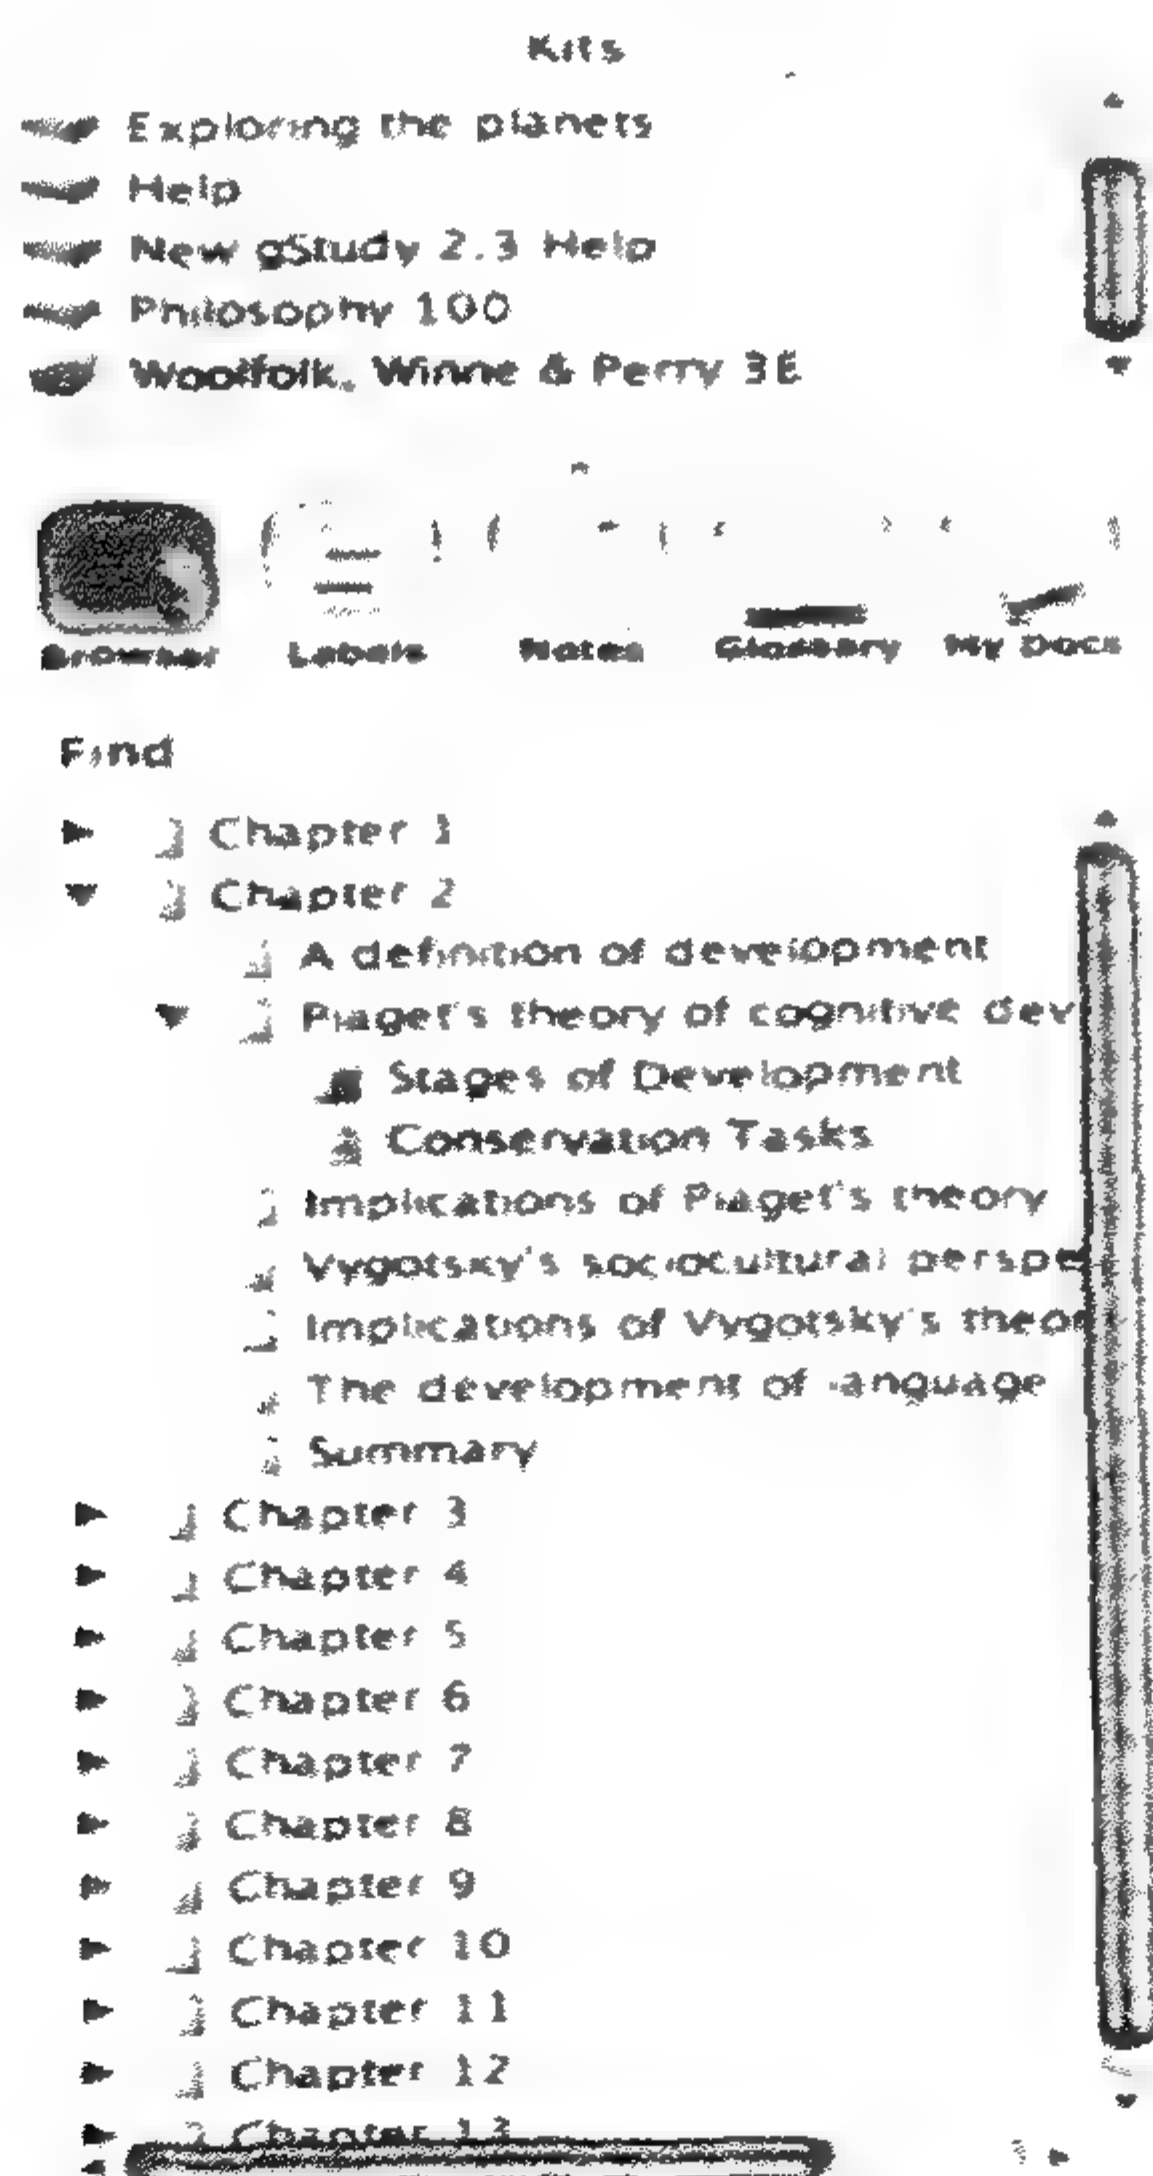 Kits
Exploring the planets
Help
New gStudy 2.3 Help
Philosophy 100
Woolfolk, Winne & Perry 3E
Browser Labels Notes Glossary My Docs
Find
Chapter 1
Chapter 2
A definition of development
Piaget's theory of cognitive dev
Stages of Development
Conservation Tasks
Implications of Piaget's theory
Vygotsky's sociocultural perspe
Implications of Vygotsky's theor
The development of language
Summary
Chapter 3
Chapter 4
Chapter 5
Chapter 6
Chapter 7
Chapter 8
Chapter 9
Chapter 10
Chapter 11
Chapter 12
Chapter 13